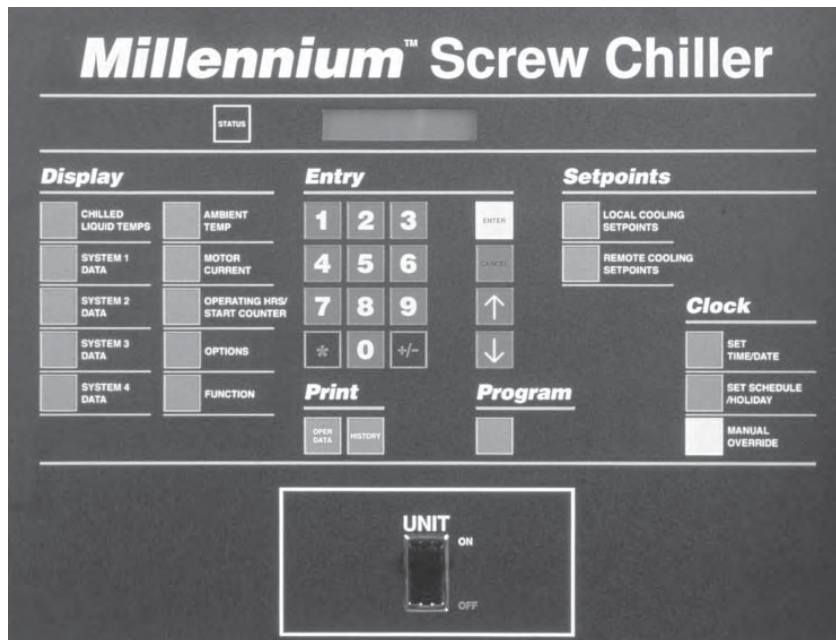 Millennium™ Screw Chiller
STATUS
Display
CHILLED
LIQUID TEMPS
AMBIENT
TEMP
SYSTEM 1
DATA
MOTOR
CURRENT
SYSTEM 2
DATA
OPERATING HRS/
START COUNTER
SYSTEM 3
DATA
OPTIONS
SYSTEM 4
DATA
FUNCTION
Entry
1 2 3
ENTER
4 5 6
CANCEL
7 8 9
↑
* 0 +/-
↓
Setpoints
LOCAL COOLING
SETPOINTS
REMOTE COOLING
SETPOINTS
Clock
SET
TIME/DATE
SET SCHEDULE
/HOLIDAY
MANUAL
OVERRIDE
Print
OPER
DATA
HISTORY
Program
UNIT
ON
OFF